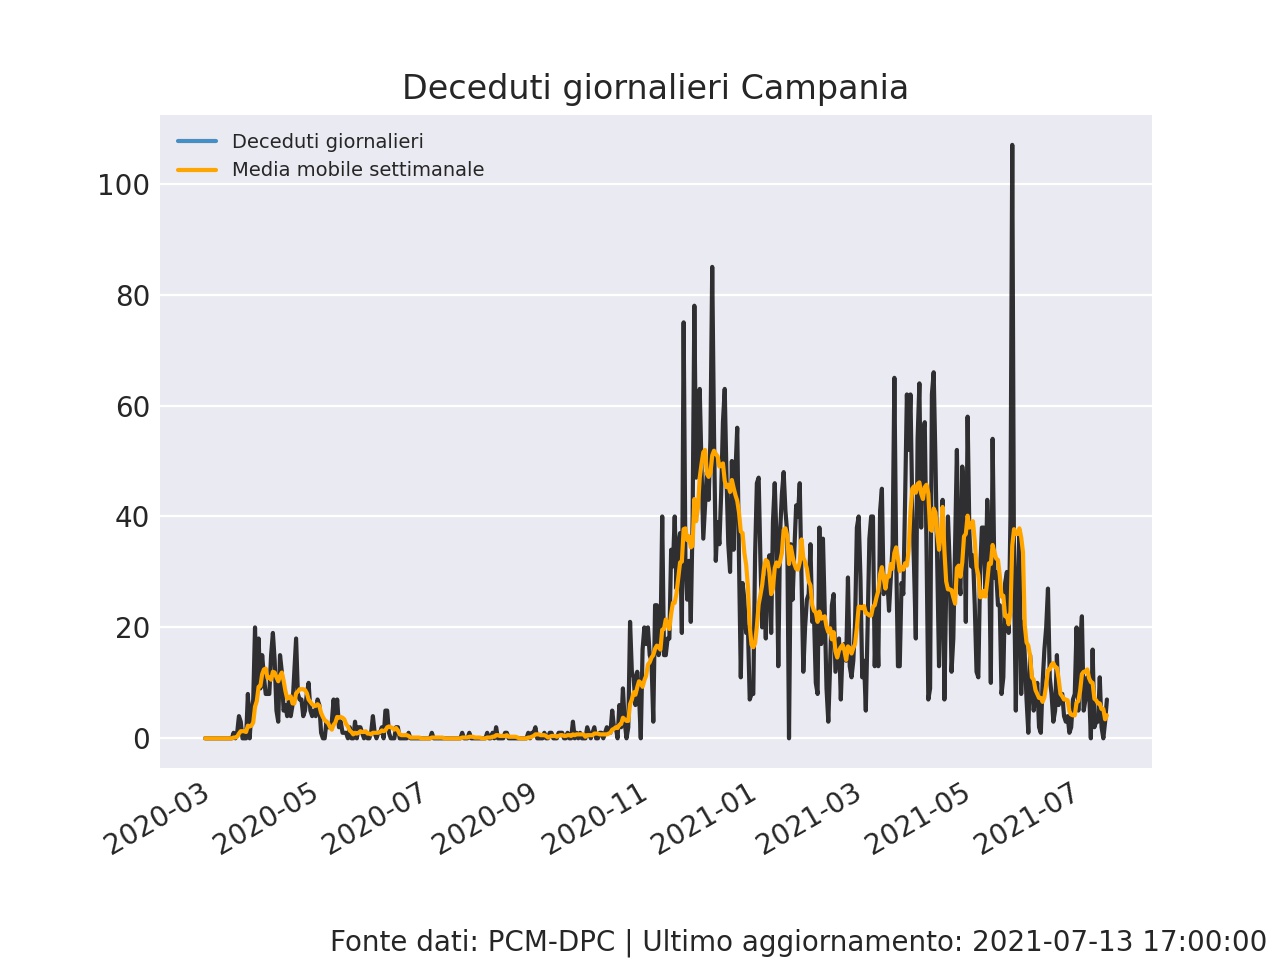 Deceduti giornalieri Campania
Deceduti giornalieri
Media mobile settimanale
100
80
60
40
20
0
2020-03 2020-05 2020-07 2020-09 2020-11 2021-01 2021-03 2021-05 2021-07
Fonte dati: PCM-DPC | Ultimo aggiornamento: 2021-07-13 17:00:00